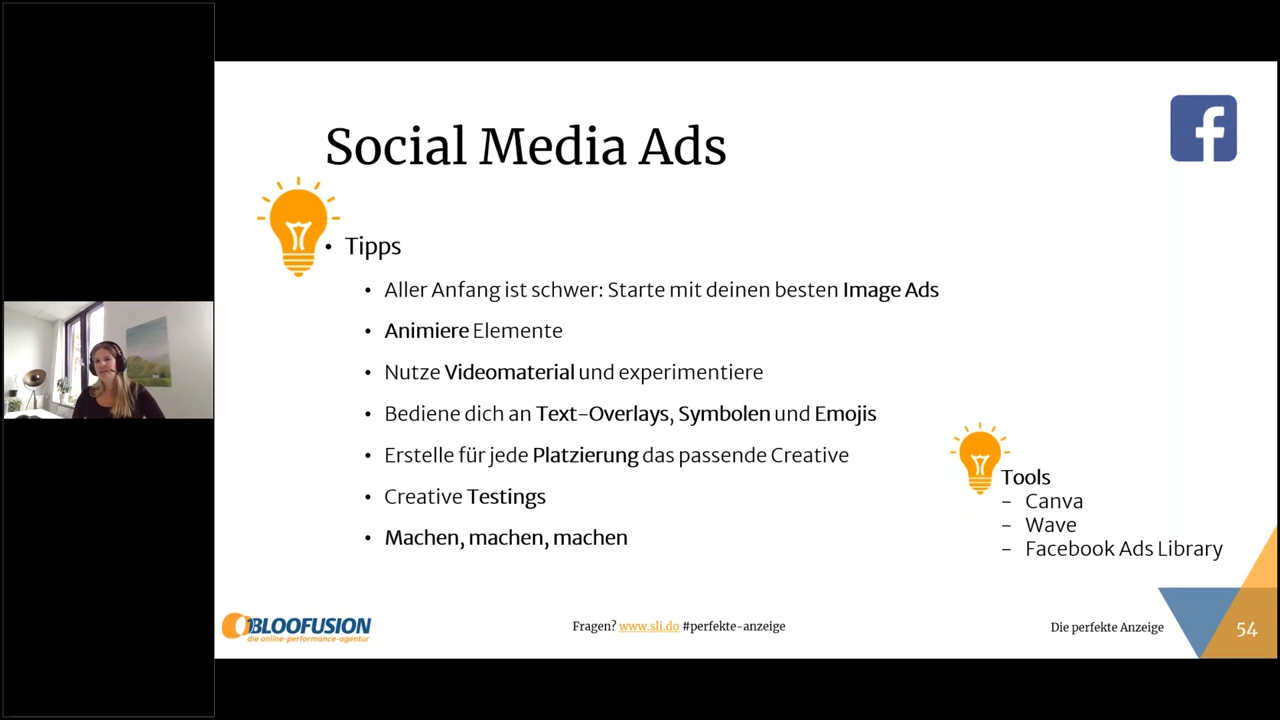 Social Media Ads
• Tipps
• Aller Anfang ist schwer: Starte mit deinen besten Image Ads
• Animiere Elemente
• Nutze Videomaterial und experimentiere
• Bediene dich an Text-Overlays, Symbolen und Emojis
• Erstelle für jede Platzierung das passende Creative
• Creative Testings
• Machen, machen, machen
Tools
- Canva
- Wave
- Facebook Ads Library
BLOOFUSION
die online-performance-agentur
Fragen? www.sli.do #perfekte-anzeige
Die perfekte Anzeige
54